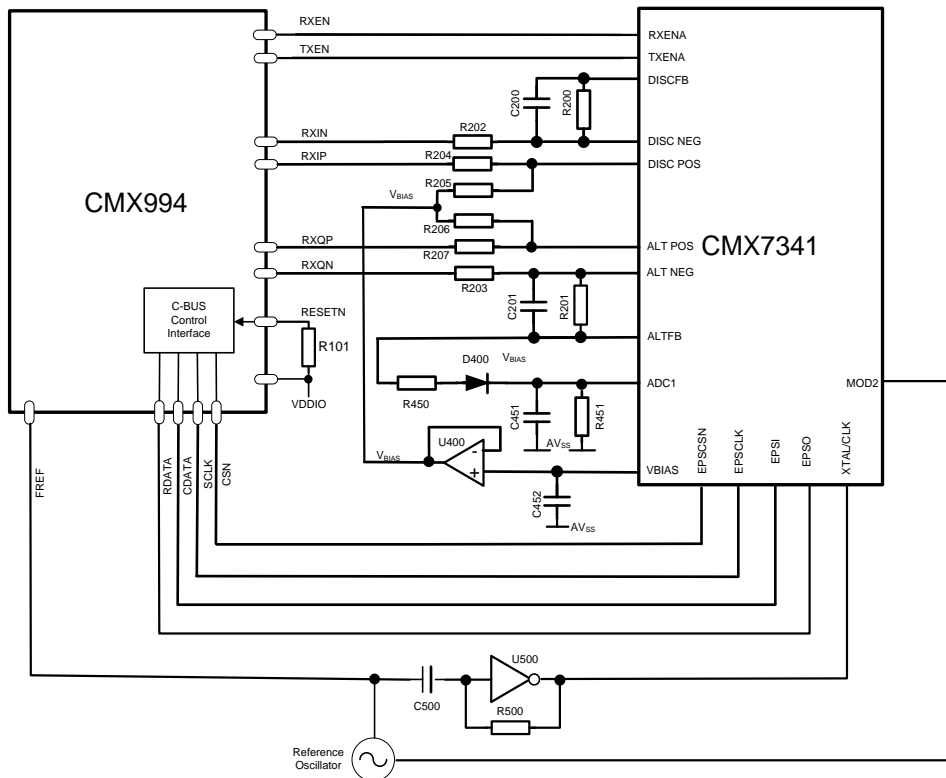 RXEN
RXENA
TXEN
TXENA
DISCFB
C200
R200
RXIN
R202
DISC NEG
RXIP
R204
DISC POS
R205
VBIAS
CMX994
R206
CMX7341
RXQP
R207
ALT POS
RXQN
R203
ALT NEG
C-BUS
Control
Interface
RESETN
R101
C201
R201
ALTFB
D400
VBIAS
VDDIO
R450
ADC1
MOD2
C451
R451
U400
-
+
AVSS
VBIAS
VBIAS
C452
AVSS
EPSCSN
EPSCLK
EPSI
EPSO
XTAL/CLK
FREF
RDATA
CDATA
SCLK
CSN
U500
C500
R500
Reference
Oscillator